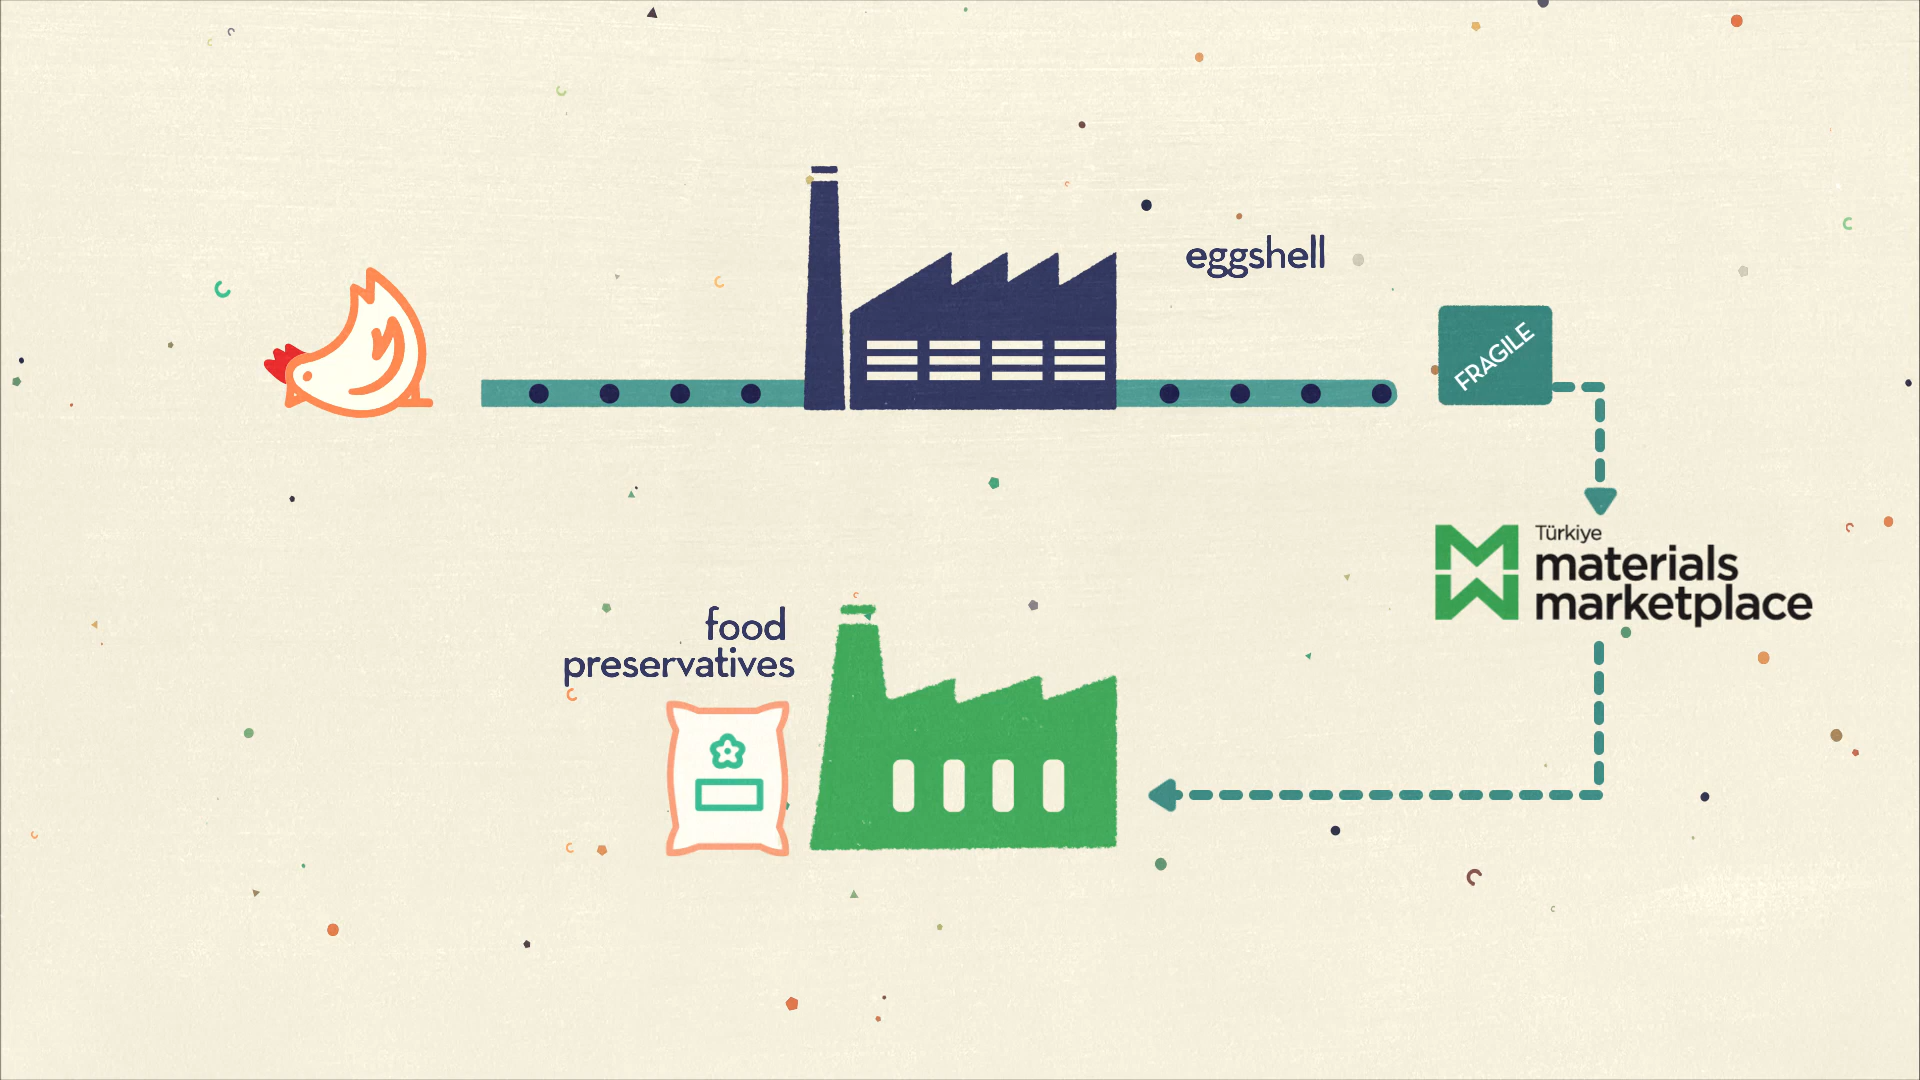 eggshell
FRAGILE
Türkiye
materials
marketplace
food
preservatives